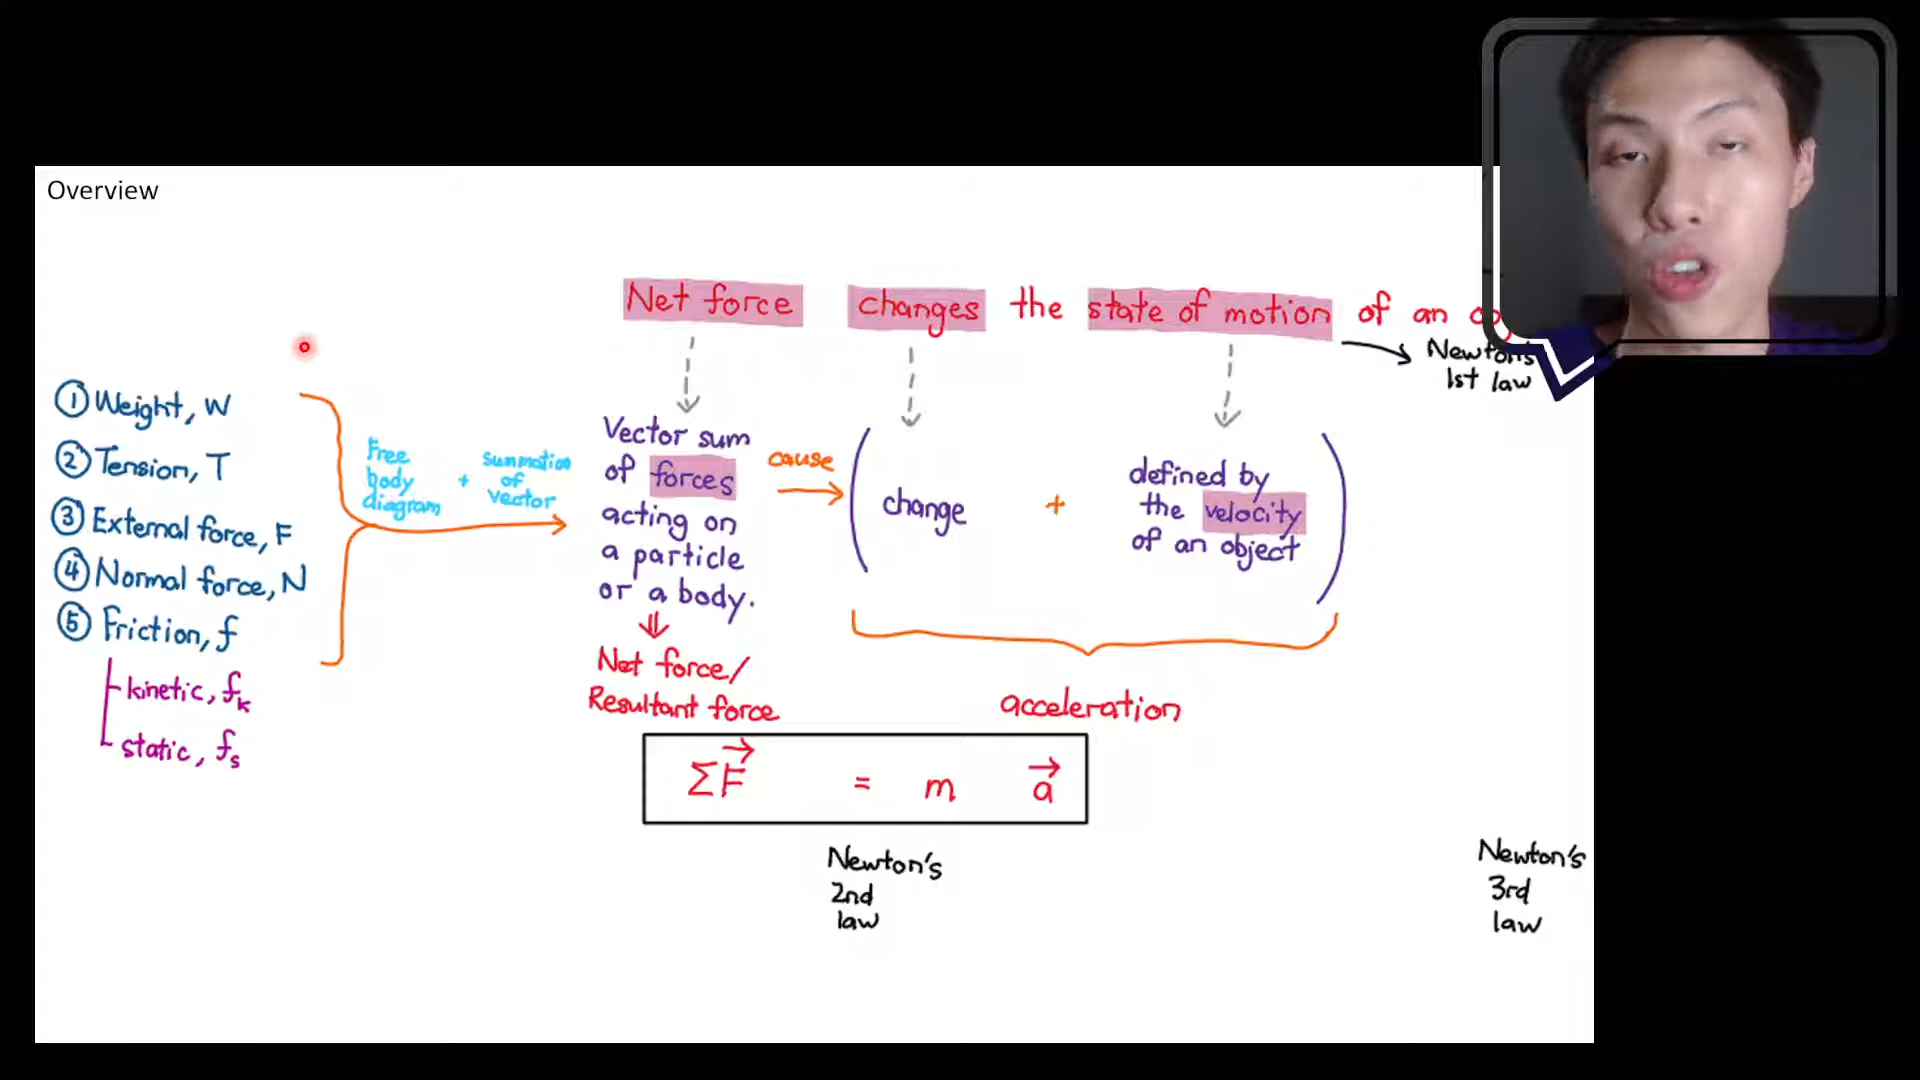 Overview
Net force changes the state of motion of an
Newton's
1st law
① Weight, W
② Tension, T
③ External force, F
④ Normal force, N
⑤ Friction, f
kinetic, fk
static, fs
Free
body
diagram
+
summation
of
vector
Vector sum
of forces
acting on
a particle
or a body.
cause
change
+
defined by
the velocity
of an object
Net force/
Resultant force
acceleration
ΣF = m a
Newton's
2nd
law
Newton's
3rd
law